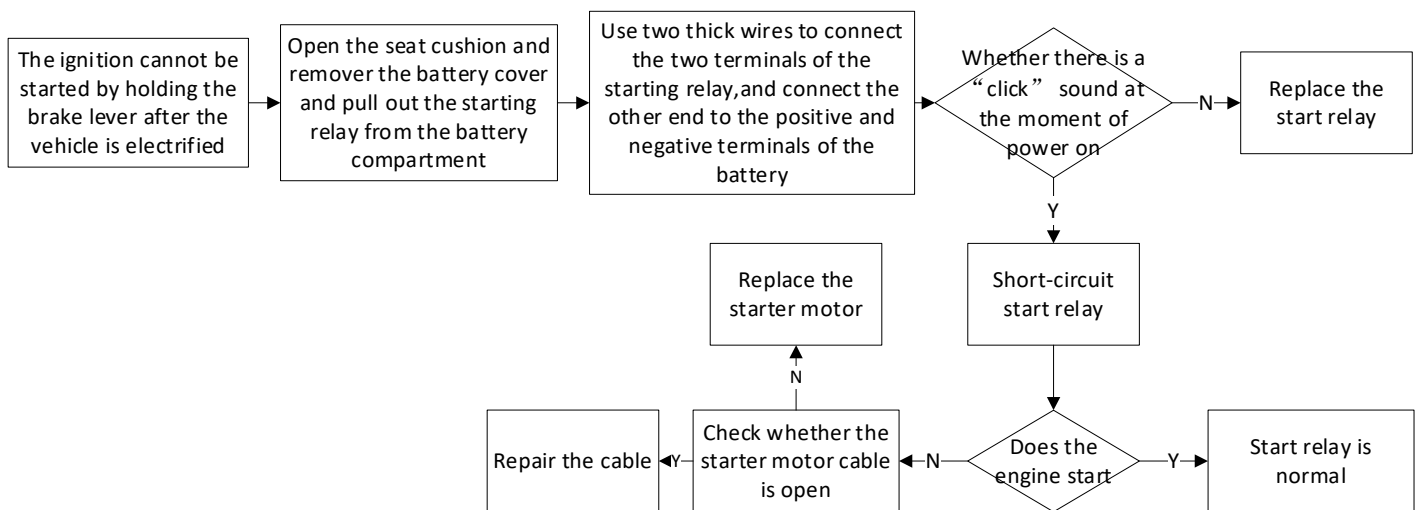 The ignition cannot be
started by holding the
brake lever after the
vehicle is electrified
Open the seat cushion and
remover the battery cover
and pull out the starting
relay from the battery
compartment
Use two thick wires to connect
the two terminals of the
starting relay,and connect the
other end to the positive and
negative terminals of the
battery
Whether there is a
“click” sound at
the moment of
power on
N
Replace the
start relay
Y
Short-circuit
start relay
Replace the
starter motor
N
Repair the cable
Y
Check whether the
starter motor cable
is open
N
Does the
engine start
Y
Start relay is
normal